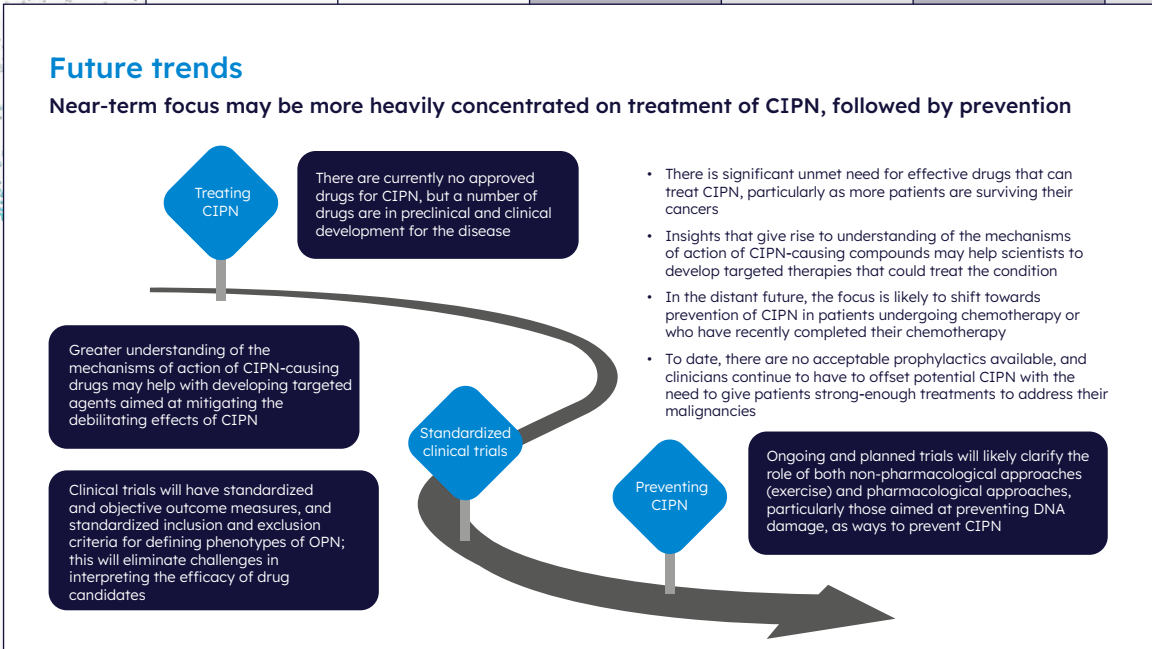 Future trends
Near-term focus may be more heavily concentrated on treatment of CIPN, followed by prevention
Treating
CIPN
There are currently no approved
drugs for CIPN, but a number of
drugs are in preclinical and clinical
development for the disease
• There is significant unmet need for effective drugs that can
treat CIPN, particularly as more patients are surviving their
cancers
• Insights that give rise to understanding of the mechanisms
of action of CIPN-causing compounds may help scientists to
develop targeted therapies that could treat the condition
• In the distant future, the focus is likely to shift towards
prevention of CIPN in patients undergoing chemotherapy or
who have recently completed their chemotherapy
• To date, there are no acceptable prophylactics available, and
clinicians continue to have to offset potential CIPN with the
need to give patients strong-enough treatments to address their
malignancies
Greater understanding of the
mechanisms of action of CIPN-causing
drugs may help with developing targeted
agents aimed at mitigating the
debilitating effects of CIPN
Standardized
clinical trials
Clinical trials will have standardized
and objective outcome measures, and
standardized inclusion and exclusion
criteria for defining phenotypes of OPN;
this will eliminate challenges in
interpreting the efficacy of drug
candidates
Preventing
CIPN
Ongoing and planned trials will likely clarify the
role of both non-pharmacological approaches
(exercise) and pharmacological approaches,
particularly those aimed at preventing DNA
damage, as ways to prevent CIPN